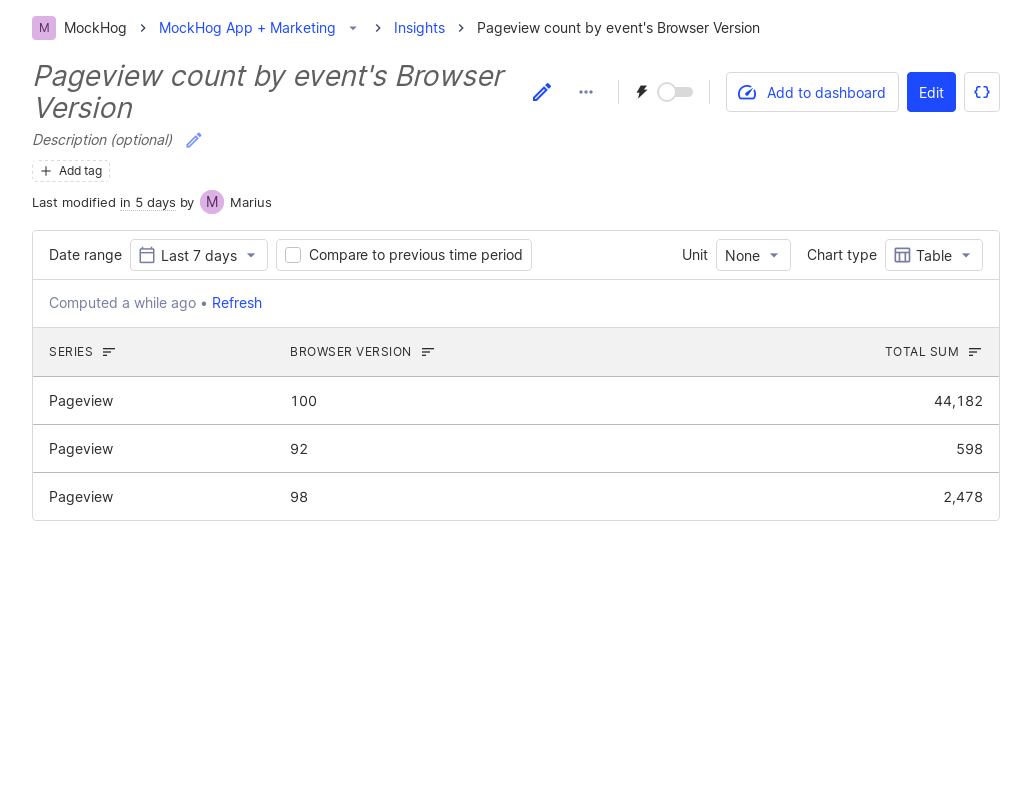 M MockHog MockHog App + Marketing Insights Pageview count by event's Browser Version
Pageview count by event's Browser
Version
Add to dashboard Edit
Description (optional)
Add tag
Last modified in 5 days by M Marius
Date range Last 7 days Compare to previous time period Unit None Chart type Table
Computed a while ago • Refresh
SERIES BROWSER VERSION TOTAL SUM
Pageview 100 44,182
Pageview 92 598
Pageview 98 2,478